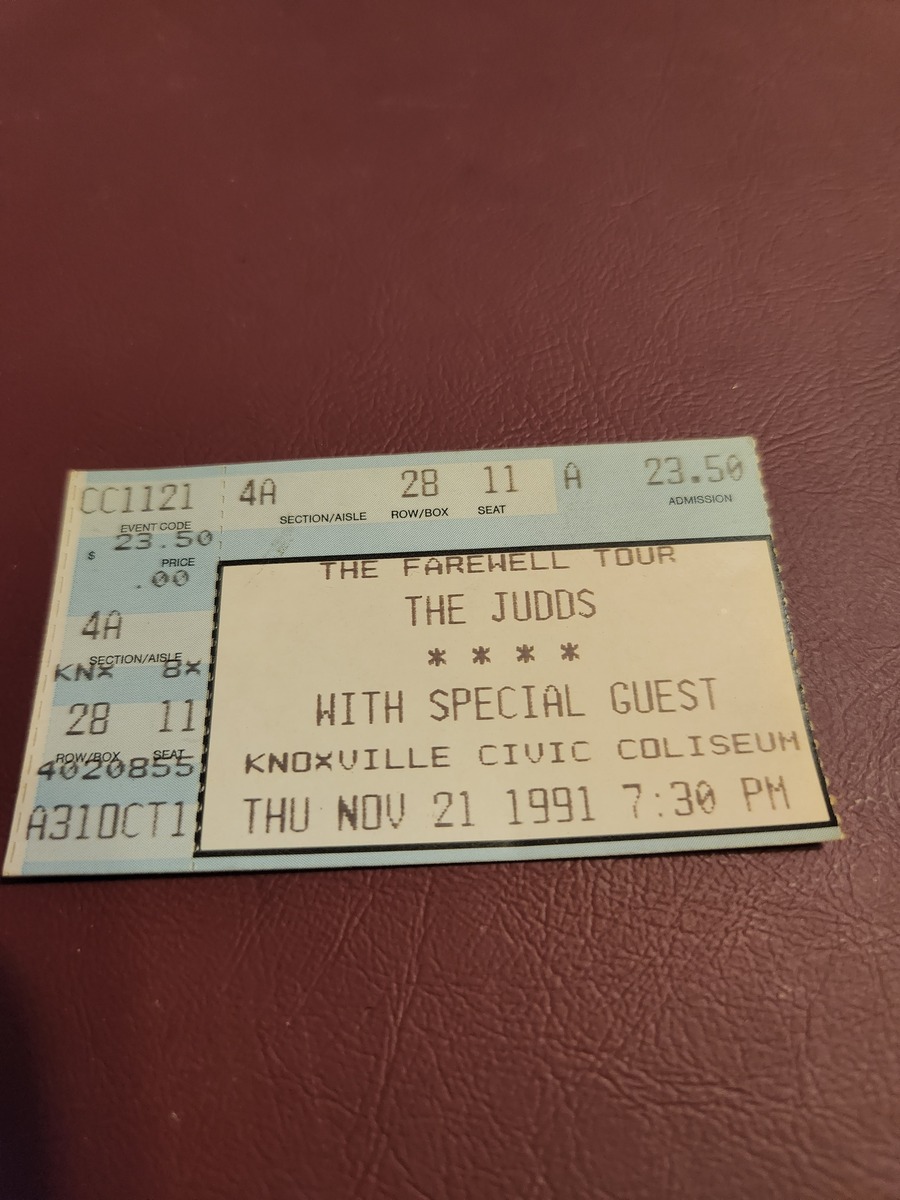 CC1121
EVENT CODE
$ 23.50
PRICE
.00
4A
SECTION/AISLE
KNX 8X
28 11
ROW/BOX SEAT
4020855
A31OCT1
4A 28 11 A 23.50
SECTION/AISLE ROW/BOX SEAT ADMISSION
THE FAREWELL TOUR
THE JUDDS
* * * *
WITH SPECIAL GUEST
KNOXVILLE CIVIC COLISEUM
THU NOV 21 1991 7:30 PM